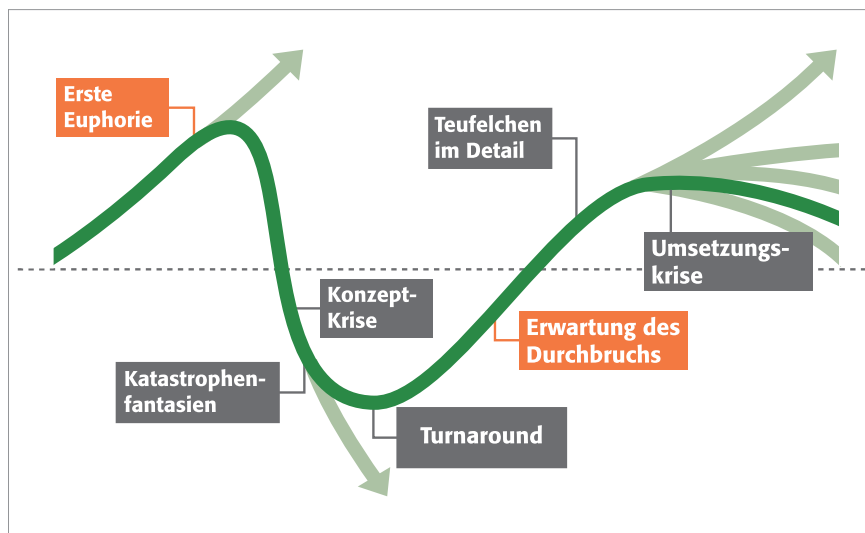 Erste
Euphorie
Teufelchen
im Detail
Umsetzungs-
krise
Konzept-
Krise
Erwartung des
Durchbruchs
Katastrophen-
fantasien
Turnaround